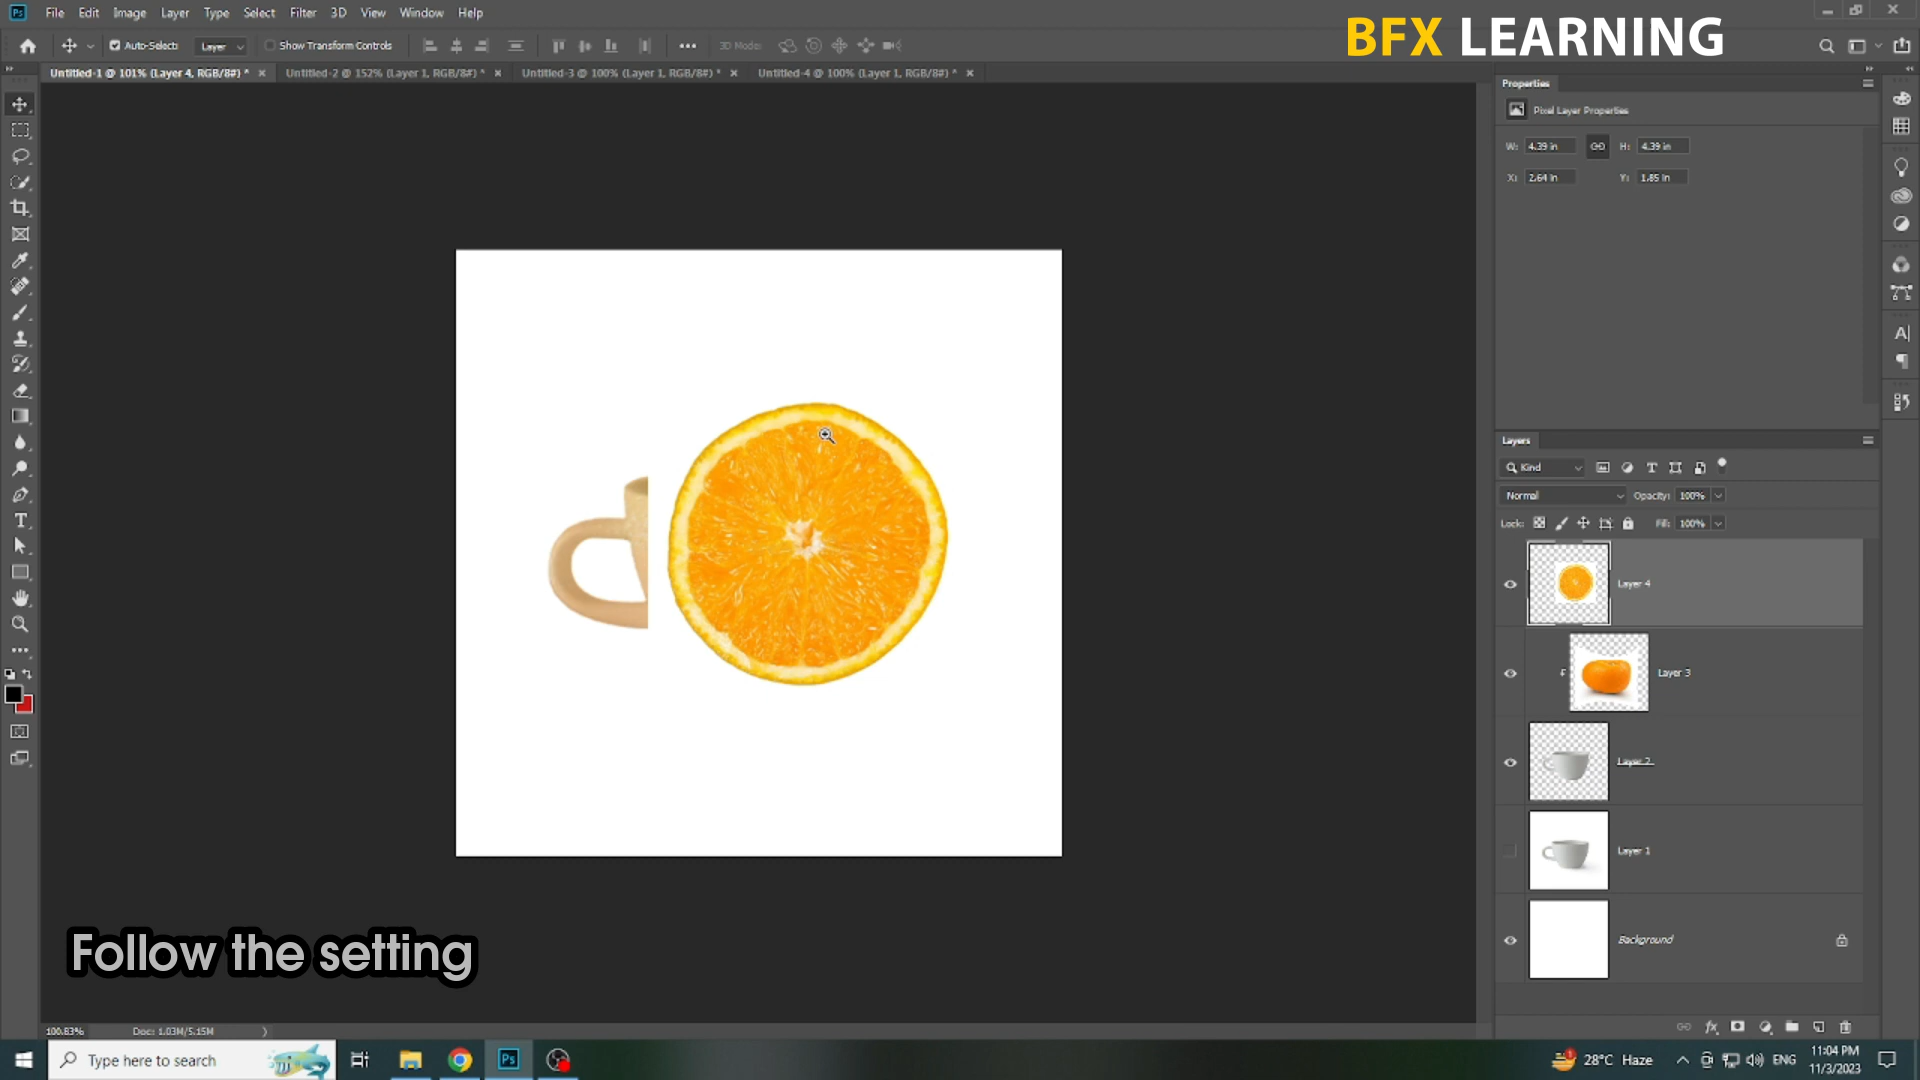 Ps File Edit Image Layer Type Select Filter 3D View Window Help
BFX LEARNING
Auto-Select: Layer Show Transform Controls 3D Mode:
Untitled-1 @ 101% (Layer 4, RGB/8#) * Untitled-2 @ 152% (Layer 1, RGB/8#) * Untitled-3 @ 100% (Layer 1, RGB/8#) * Untitled-4 @ 100% (Layer 1, RGB/8#) *
Properties
Pixel Layer Properties
W: 4.39 in H: 4.39 in
X: 2.64 in Y: 1.85 in
Layers
Kind
Normal Opacity: 100%
Lock: Fill: 100%
Layer 4
Layer 3
Layer 2
Layer 1
Background
Follow the setting
100.83% Doc: 1.03M/5.15M
Type here to search
Ps
28°C Haze
ENG
11:04 PM
11/3/2023